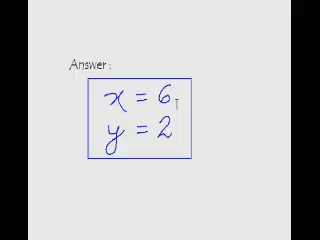 Answer:
x = 6
y = 2